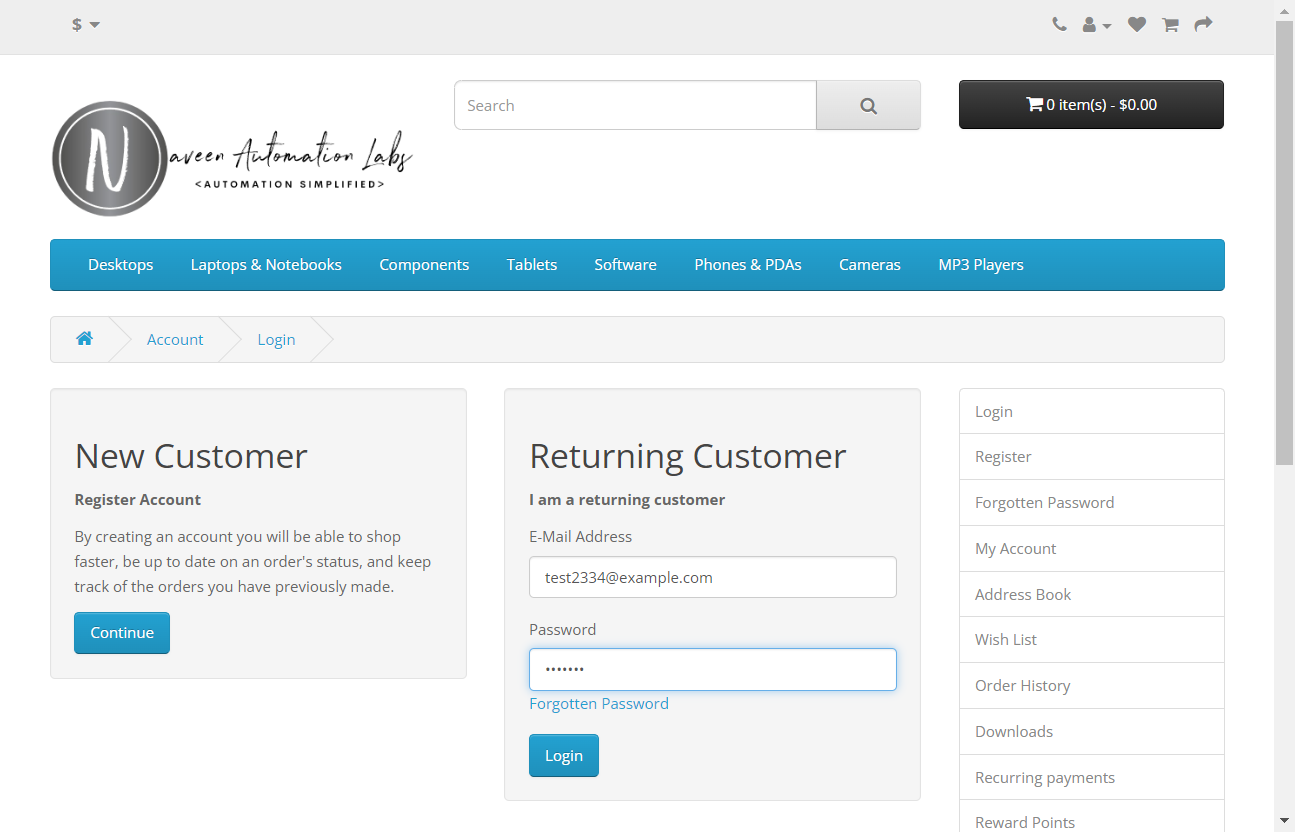 $
Search
0 item(s) - $0.00
N
aveen Automation Labs
<AUTOMATION SIMPLIFIED>
Desktops
Laptops & Notebooks
Components
Tablets
Software
Phones & PDAs
Cameras
MP3 Players
Account
Login
New Customer
Register Account
By creating an account you will be able to shop
faster, be up to date on an order's status, and keep
track of the orders you have previously made.
Continue
Returning Customer
I am a returning customer
E-Mail Address
test2334@example.com
Password
•••••••
Forgotten Password
Login
Login
Register
Forgotten Password
My Account
Address Book
Wish List
Order History
Downloads
Recurring payments
Reward Points